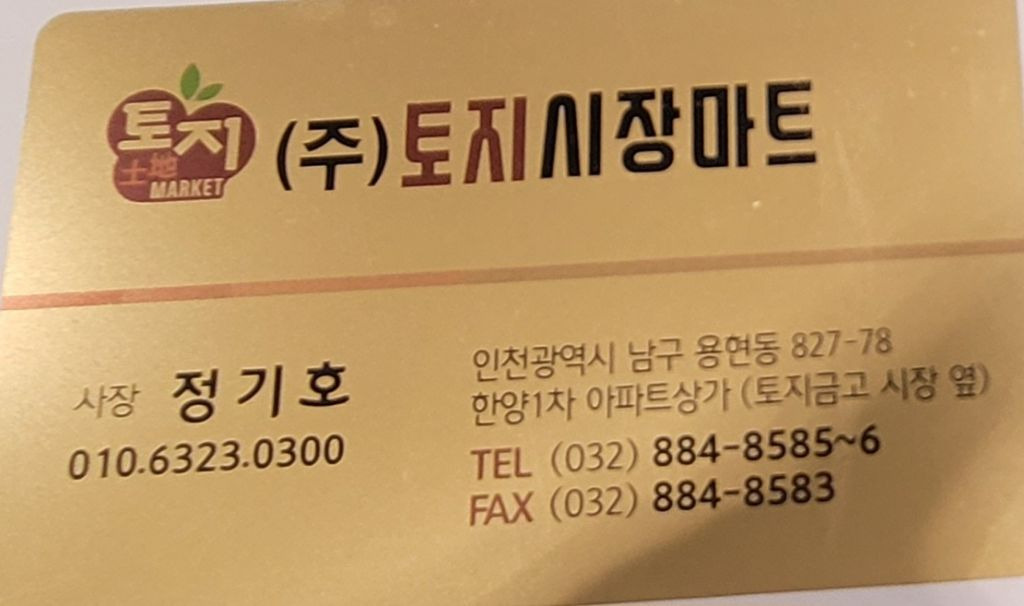 토지
土地
MARKET
(주)토지시장마트
사장 정기호
010.6323.0300
인천광역시 남구 용현동 827-78
한양1차 아파트상가 (토지금고 시장 옆)
TEL (032) 884-8585~6
FAX (032) 884-8583